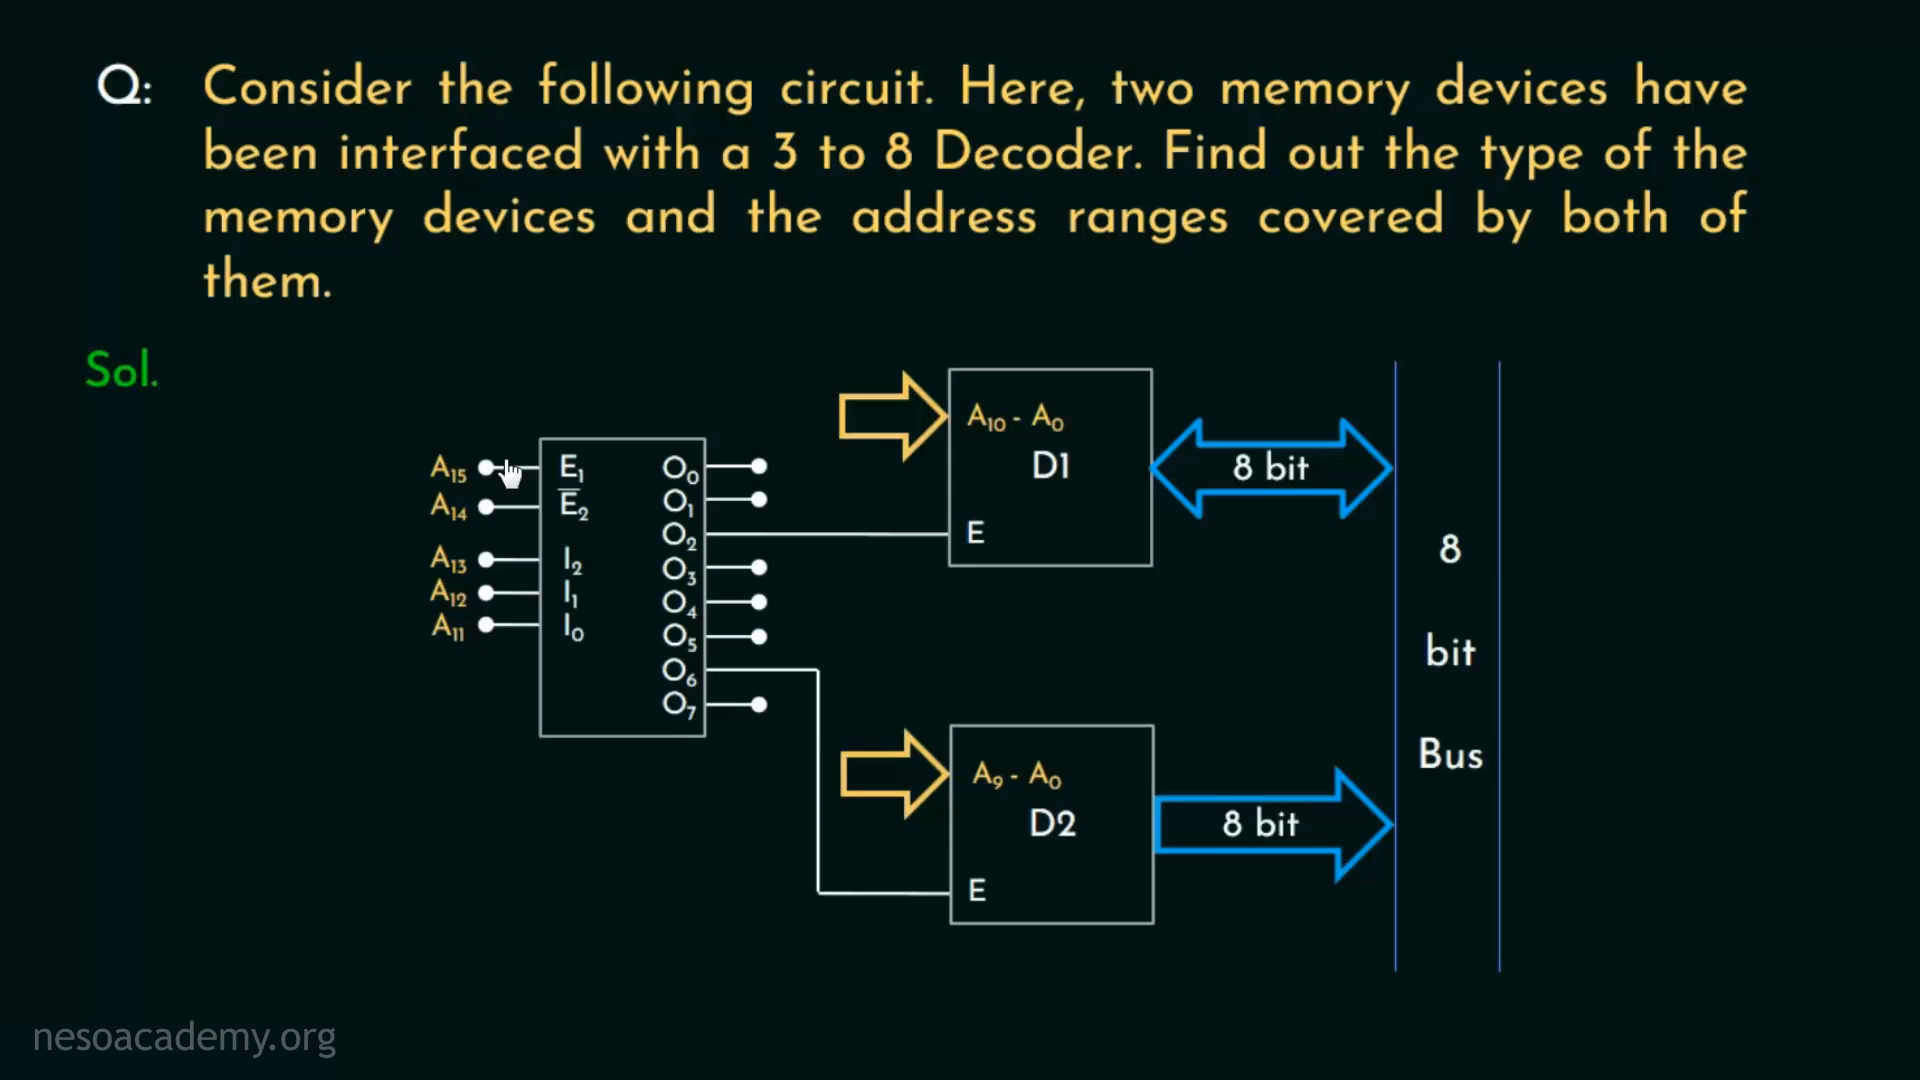 Q: Consider the following circuit. Here, two memory devices have
been interfaced with a 3 to 8 Decoder. Find out the type of the
memory devices and the address ranges covered by both of
them.
Sol.
A₁₅ E₁ O₀
A₁₄ E̅₂ O₁
O₂
A₁₃ I₂ O₃
A₁₂ I₁ O₄
A₁₁ I₀ O₅
O₆
O₇
A₁₀ - A₀
D1
E
8 bit
A₉ - A₀
D2
E
8 bit
8
bit
Bus
nesoacademy.org